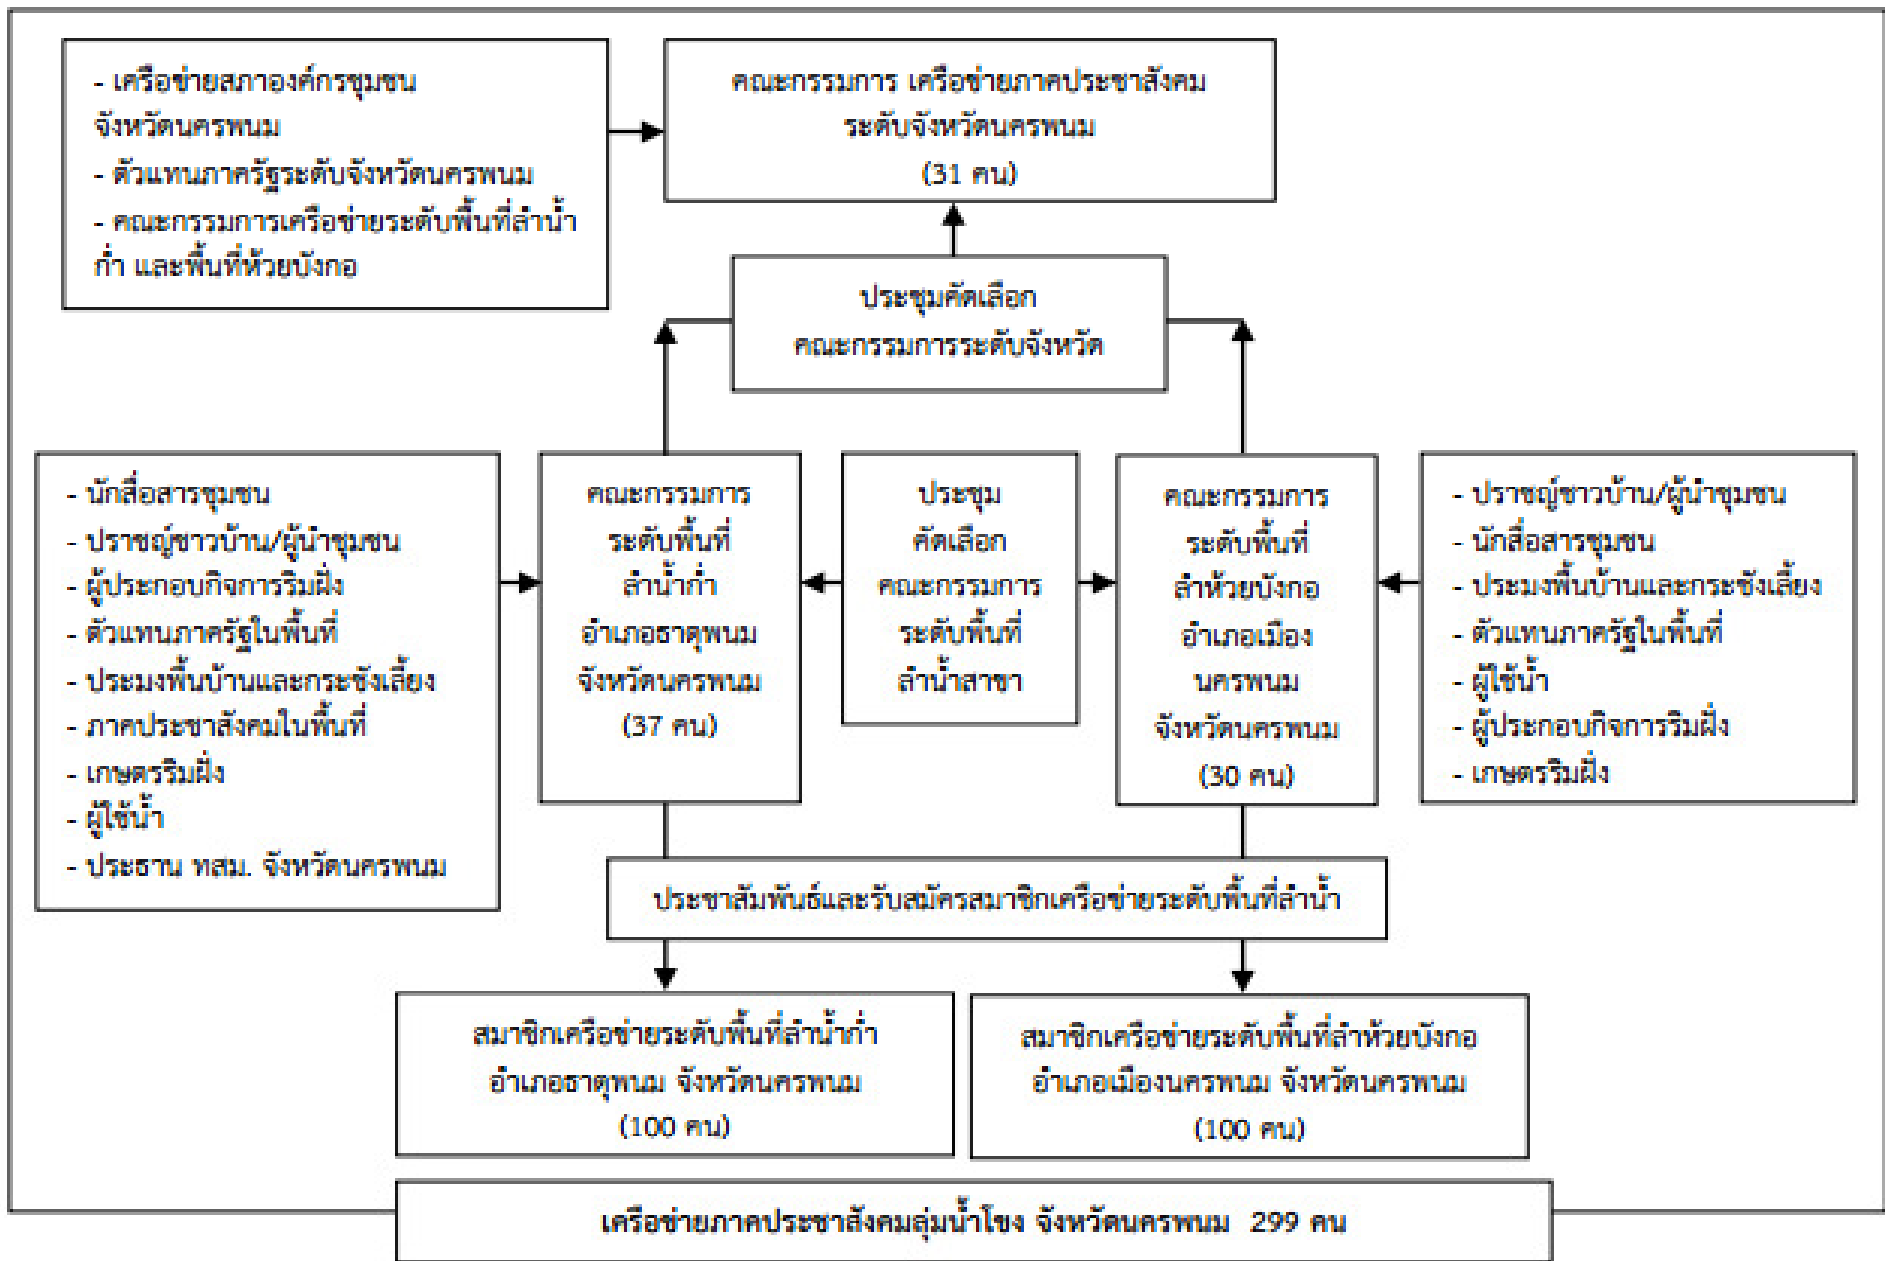 - เครือข่ายสภาองค์กรชุมชน
จังหวัดนครพนม
- ตัวแทนภาครัฐระดับจังหวัดนครพนม
- คณะกรรมการเครือข่ายระดับพื้นที่ลำน้ำ
ก่ำ และพื้นที่ห้วยบังกอ
คณะกรรมการ เครือข่ายภาคประชาสังคม
ระดับจังหวัดนครพนม
(31 คน)
ประชุมคัดเลือก
คณะกรรมการระดับจังหวัด
- นักสื่อสารชุมชน
- ปราชญ์ชาวบ้าน/ผู้นำชุมชน
- ผู้ประกอบกิจการริมฝั่ง
- ตัวแทนภาครัฐในพื้นที่
- ประมงพื้นบ้านและกระชังเลี้ยง
- ภาคประชาสังคมในพื้นที่
- เกษตรริมฝั่ง
- ผู้ใช้น้ำ
- ประธาน ทสม. จังหวัดนครพนม
คณะกรรมการ
ระดับพื้นที่
ลำน้ำก่ำ
อำเภอธาตุพนม
จังหวัดนครพนม
(37 คน)
ประชุม
คัดเลือก
คณะกรรมการ
ระดับพื้นที่
ลำน้ำสาขา
คณะกรรมการ
ระดับพื้นที่
ลำห้วยบังกอ
อำเภอเมือง
นครพนม
จังหวัดนครพนม
(30 คน)
- ปราชญ์ชาวบ้าน/ผู้นำชุมชน
- นักสื่อสารชุมชน
- ประมงพื้นบ้านและกระชังเลี้ยง
- ตัวแทนภาครัฐในพื้นที่
- ผู้ใช้น้ำ
- ผู้ประกอบกิจการริมฝั่ง
- เกษตรริมฝั่ง
ประชาสัมพันธ์และรับสมัครสมาชิกเครือข่ายระดับพื้นที่ลำน้ำ
สมาชิกเครือข่ายระดับพื้นที่ลำน้ำก่ำ
อำเภอธาตุพนม จังหวัดนครพนม
(100 คน)
สมาชิกเครือข่ายระดับพื้นที่ลำห้วยบังกอ
อำเภอเมืองนครพนม จังหวัดนครพนม
(100 คน)
เครือข่ายภาคประชาสังคมลุ่มน้ำโขง จังหวัดนครพนม 299 คน